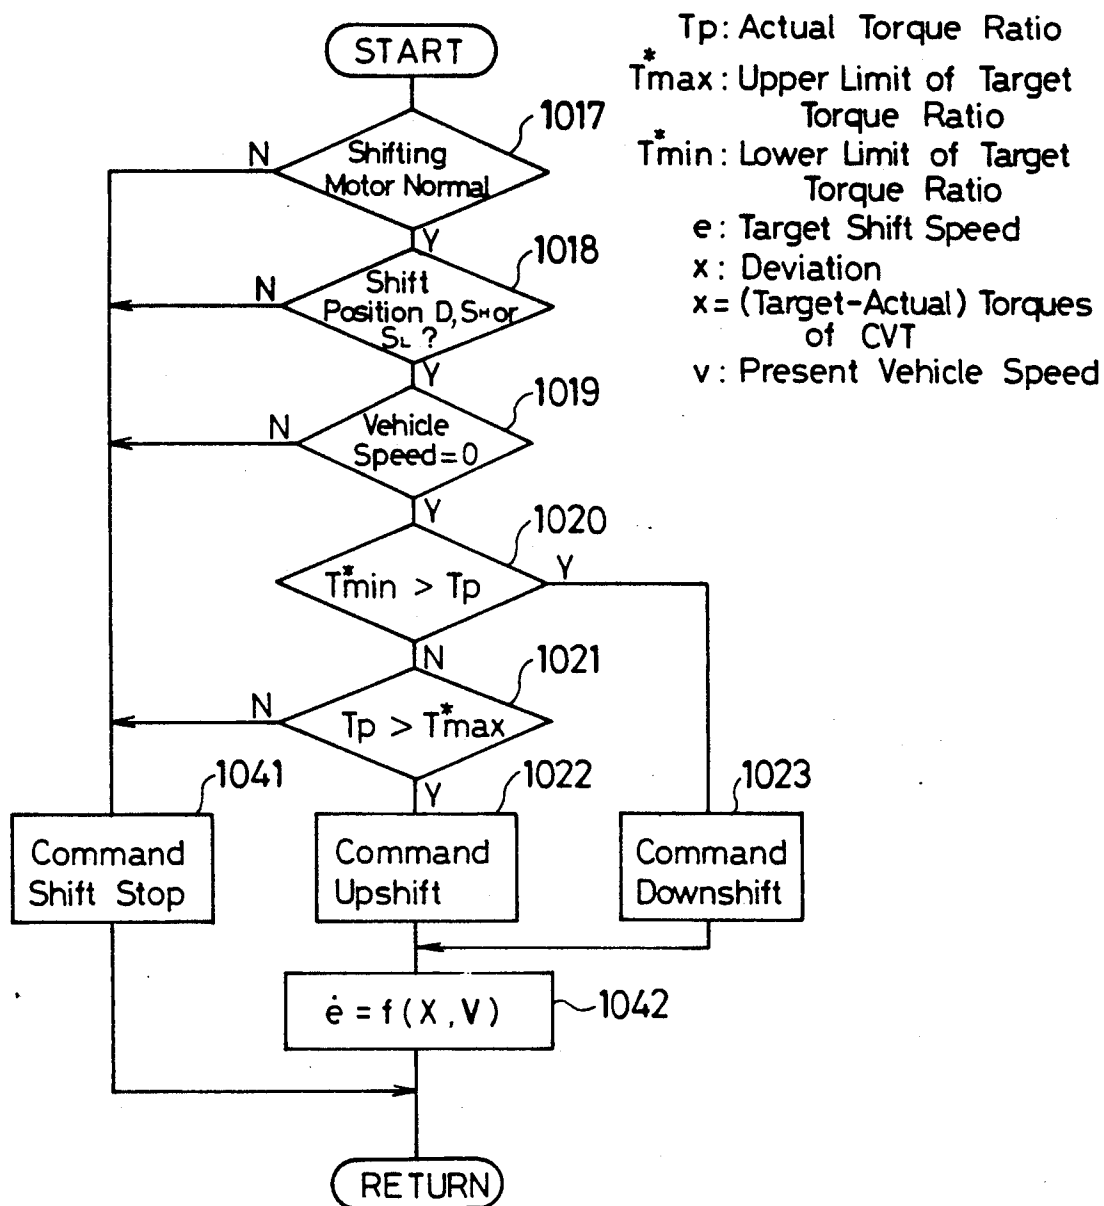 START
Tp: Actual Torque Ratio
T*max: Upper Limit of Target
Torque Ratio
T*min: Lower Limit of Target
Torque Ratio
e: Target Shift Speed
x: Deviation
x=(Target-Actual) Torques
of CVT
v: Present Vehicle Speed
1017
N
Shifting
Motor Normal
Y
1018
N
Shift
Position D, SH or
SL ?
Y
1019
N
Vehicle
Speed=0
Y
1020
T*min > Tp
Y
N
1021
N
Tp > T*max
Y
1041
Command
Shift Stop
1022
Command
Upshift
1023
Command
Downshift
ė = f(X, V)
1042
RETURN